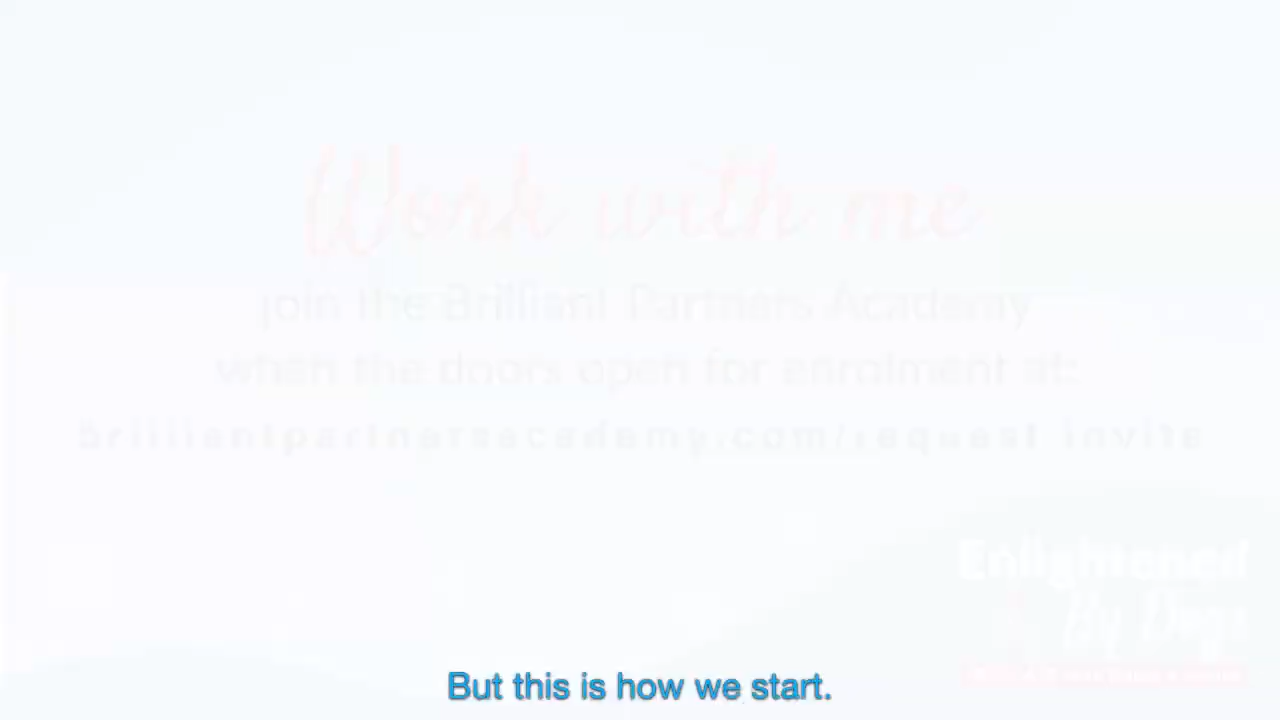 Work with me
join the Brilliant Partners Academy
when the doors open for enrolment at:
brilliantpartnersacademy.com/request-invite
Enlightened
By Dogs
But this is how we start.